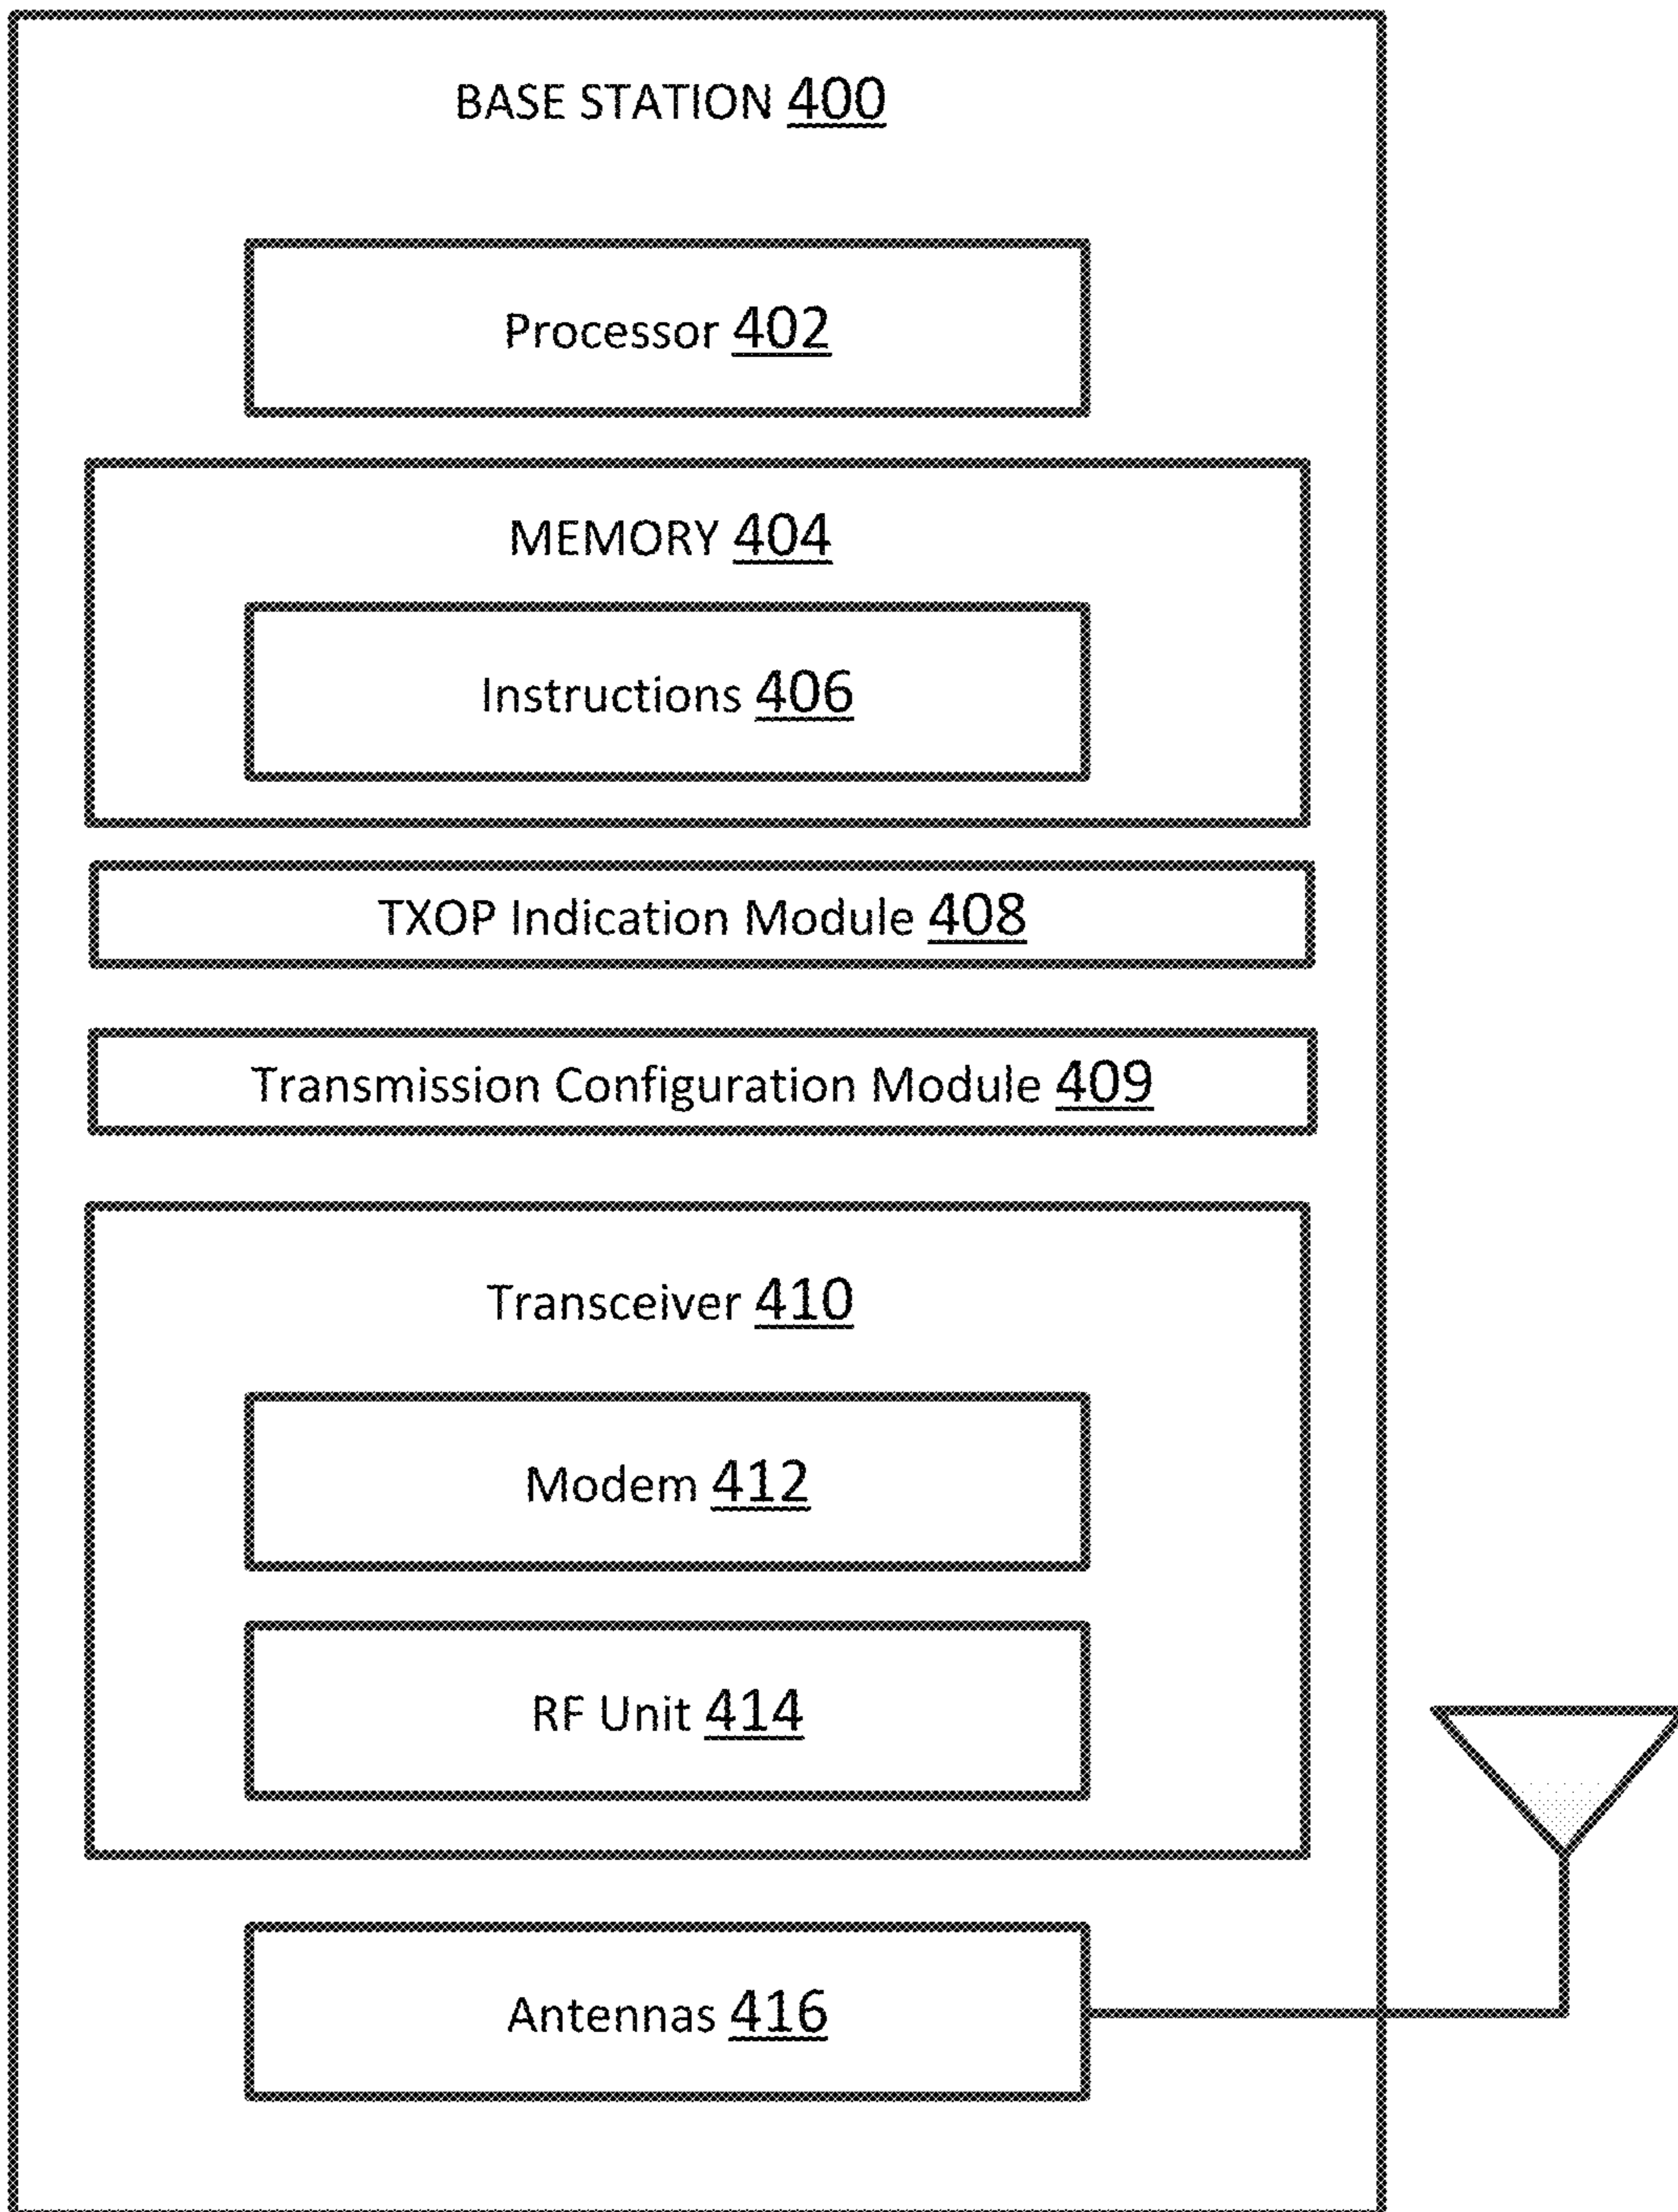 BASE STATION 400
Processor 402
MEMORY 404
Instructions 406
TXOP Indication Module 408
Transmission Configuration Module 409
Transceiver 410
Modem 412
RF Unit 414
Antennas 416